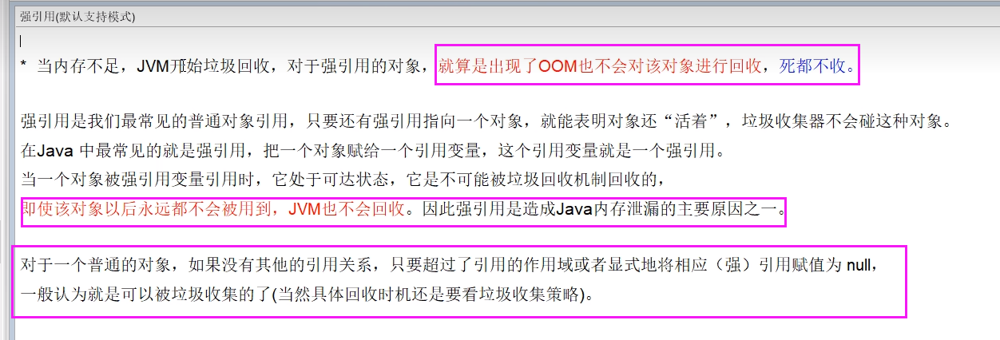 强引用(默认支持模式)
* 当内存不足，JVM开始垃圾回收，对于强引用的对象，就算是出现了OOM也不会对该对象进行回收，死都不收。
强引用是我们最常见的普通对象引用，只要还有强引用指向一个对象，就能表明对象还“活着”，垃圾收集器不会碰这种对象。
在Java 中最常见的就是强引用，把一个对象赋给一个引用变量，这个引用变量就是一个强引用。
当一个对象被强引用变量引用时，它处于可达状态，它是不可能被垃圾回收机制回收的，
即使该对象以后永远都不会被用到，JVM也不会回收。因此强引用是造成Java内存泄漏的主要原因之一。
对于一个普通的对象，如果没有其他的引用关系，只要超过了引用的作用域或者显式地将相应（强）引用赋值为 null，
一般认为就是可以被垃圾收集的了(当然具体回收时机还是要看垃圾收集策略)。